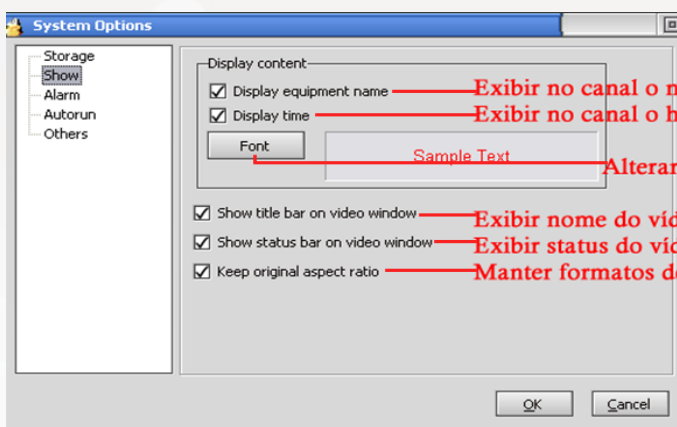 System Options
Storage
Show
Alarm
Autorun
Others
Display content
Display equipment name
Exibir no canal o
Display time
Exibir no canal o
Font
Sample Text
Alterar
Show title bar on video window
Exibir nome do
Show status bar on video window
Exibir status do
Keep original aspect ratio
Manter formatos
OK
Cancel